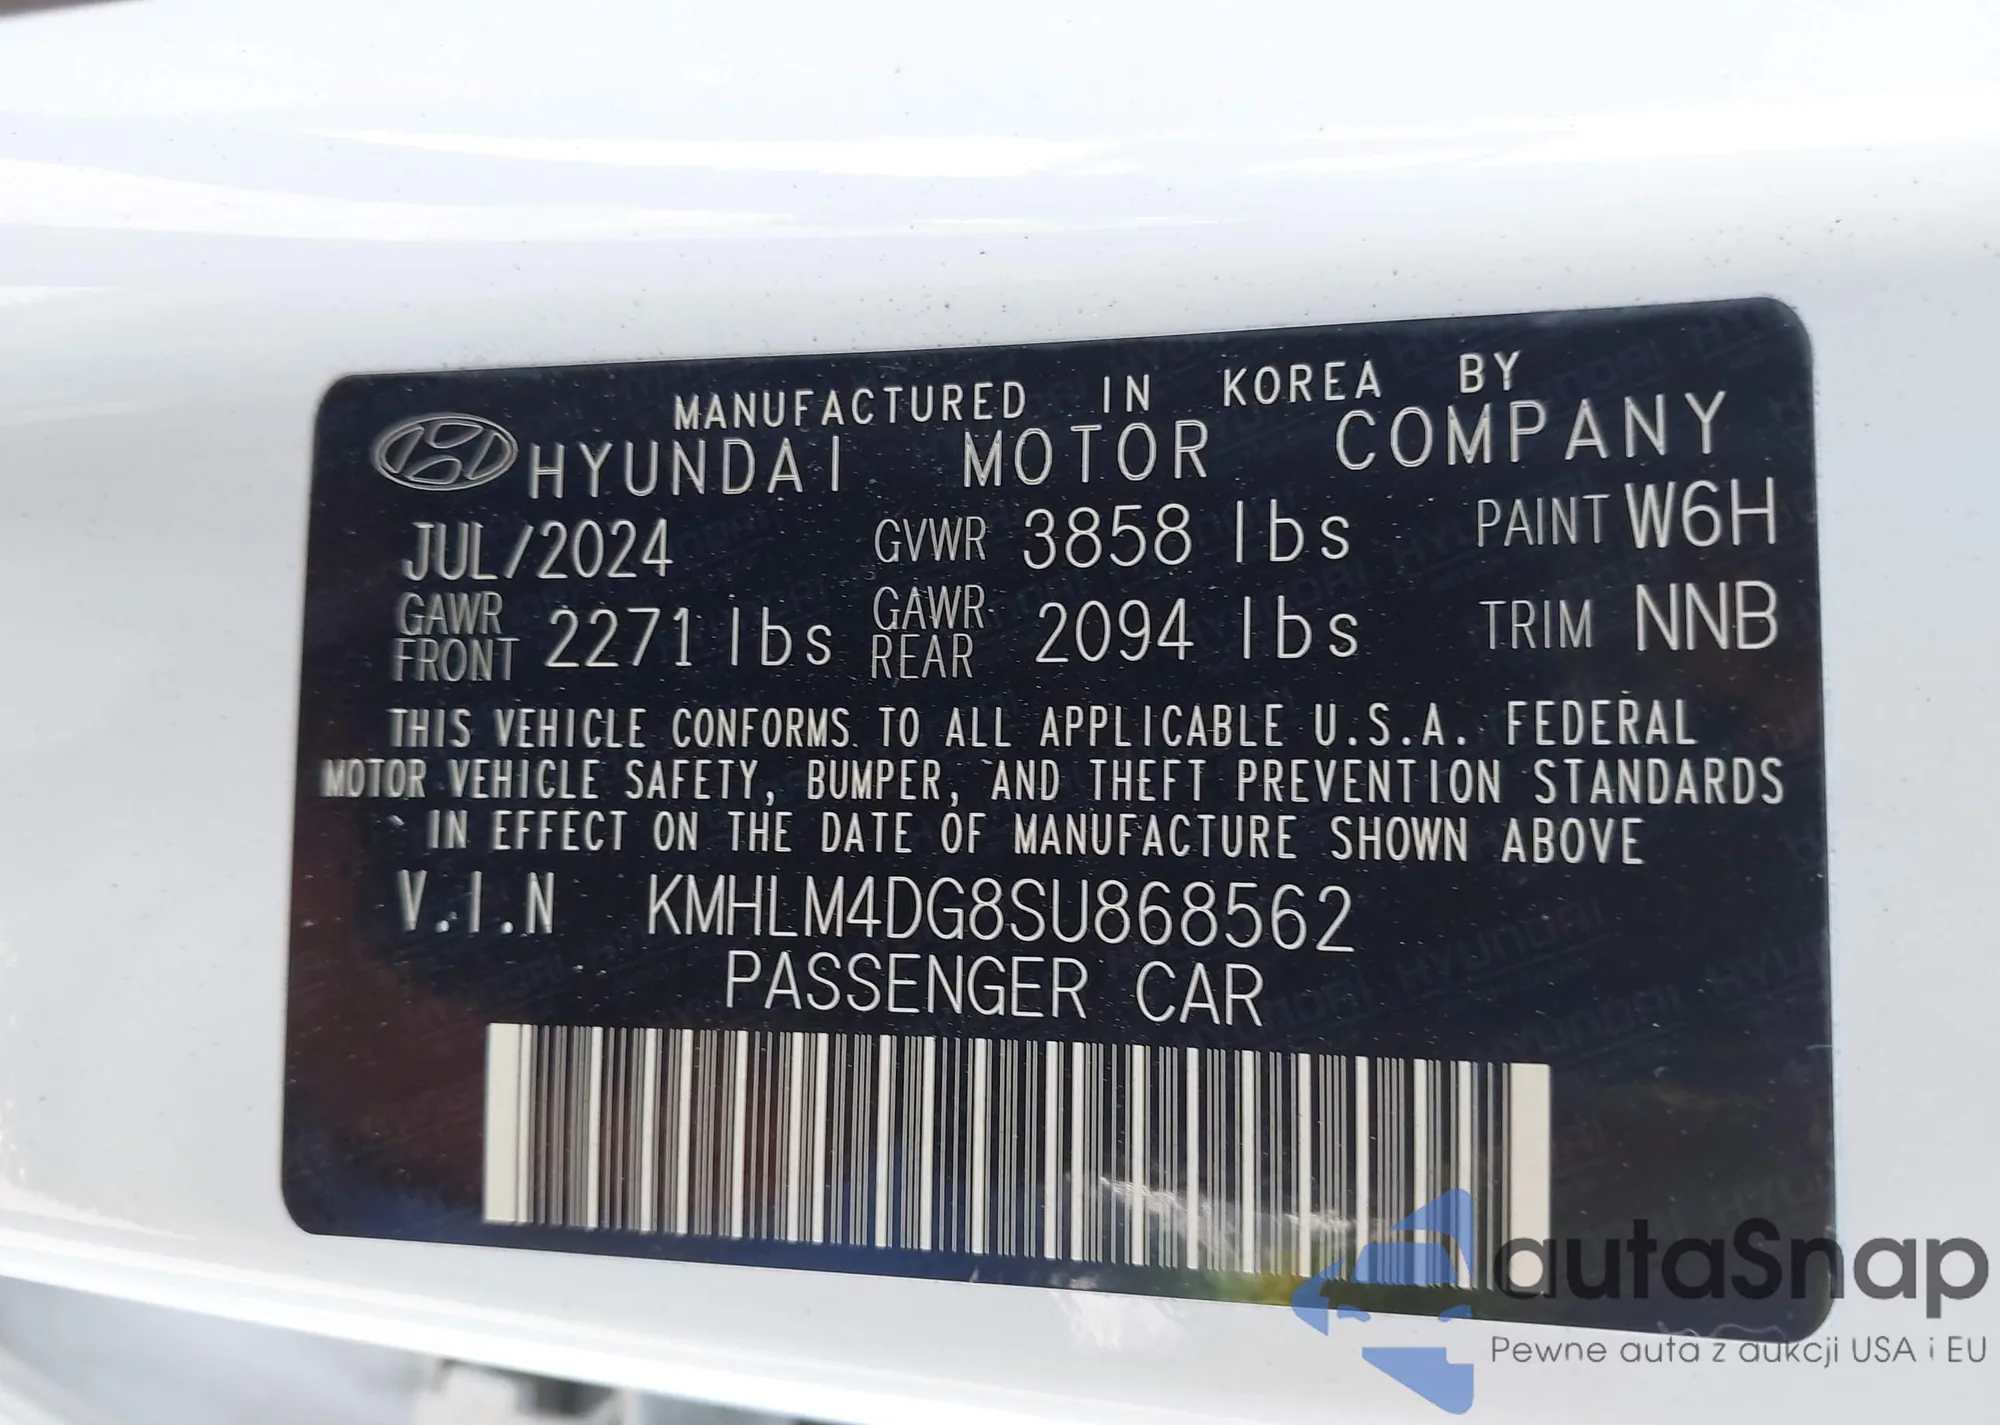 MANUFACTURED IN KOREA BY
HYUNDAI MOTOR COMPANY
JUL/2024 GVWR 3858 lbs PAINT W6H
GAWR FRONT 2271 lbs GAWR REAR 2094 lbs TRIM NNB
THIS VEHICLE CONFORMS TO ALL APPLICABLE U.S.A. FEDERAL
MOTOR VEHICLE SAFETY, BUMPER, AND THEFT PREVENTION STANDARDS
IN EFFECT ON THE DATE OF MANUFACTURE SHOWN ABOVE
V.I.N KMHLM4DG8SU868562
PASSENGER CAR
autaSnap
Pewne auta z aukcji USA i EU